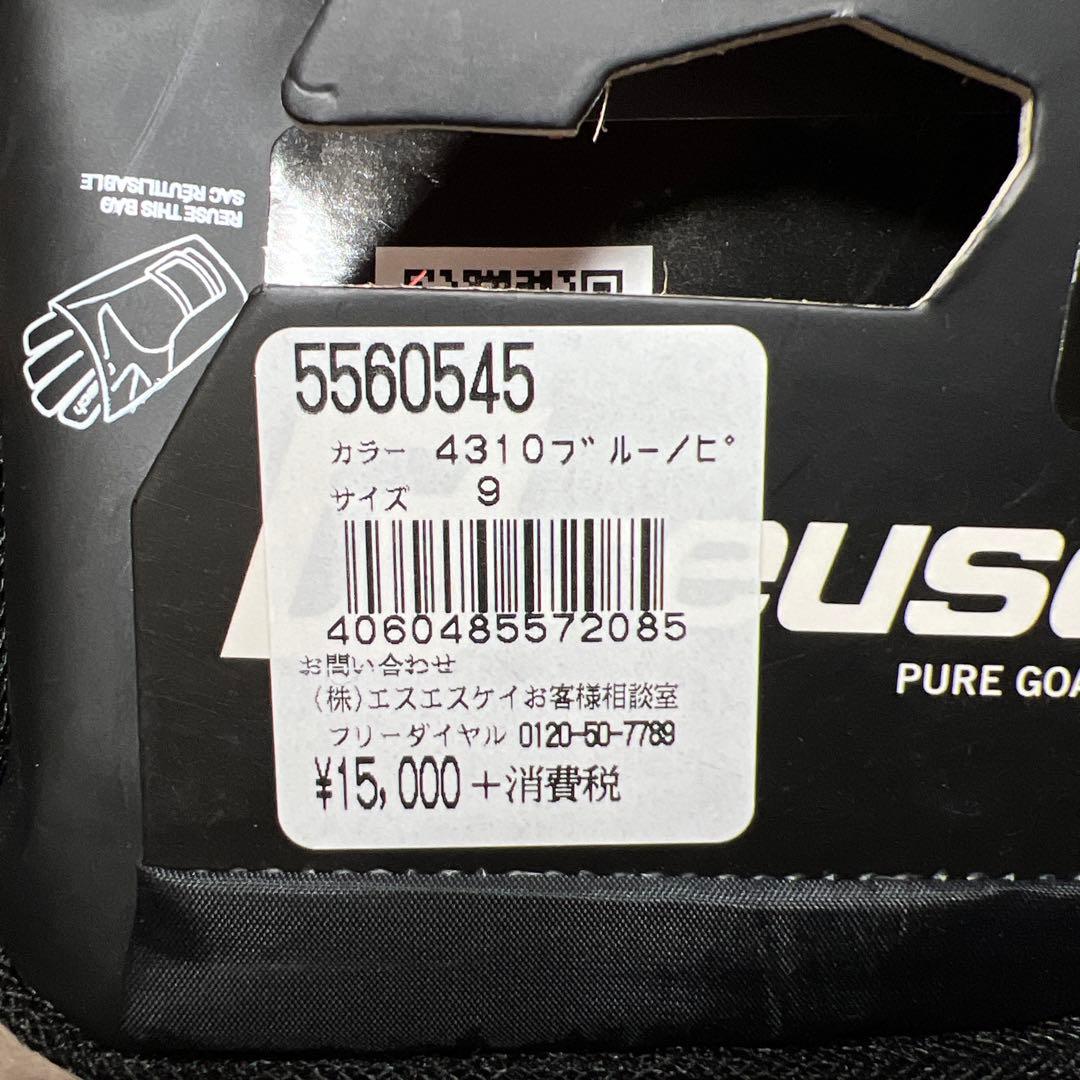 REUSE THIS BAG
SAC RÉUTILISABLE
5560545
カラー 4310ブルー/ピ
サイズ 9
4060485572085
お問い合わせ
(株)エスエスケイお客様相談室
フリーダイヤル 0120-50-7789
¥15,000+消費税
eus
PURE GOA